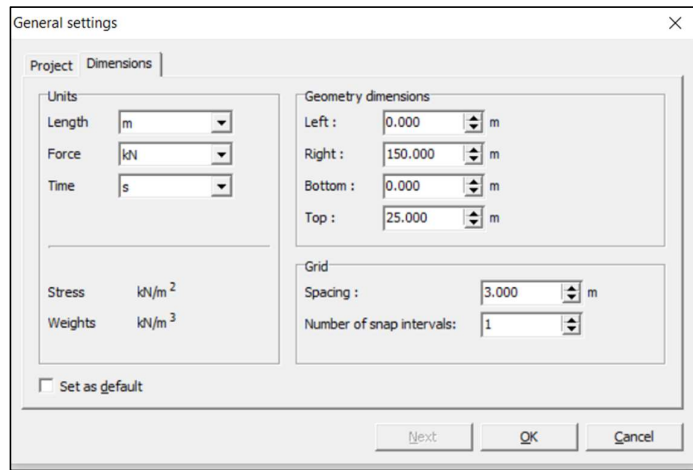 General settings
Project Dimensions
Units
Length m
Force kN
Time s
Stress kN/m 2
Weights kN/m 3
Geometry dimensions
Left : 0.000 m
Right : 150.000 m
Bottom : 0.000 m
Top : 25.000 m
Grid
Spacing : 3.000 m
Number of snap intervals: 1
Set as default
Next OK Cancel